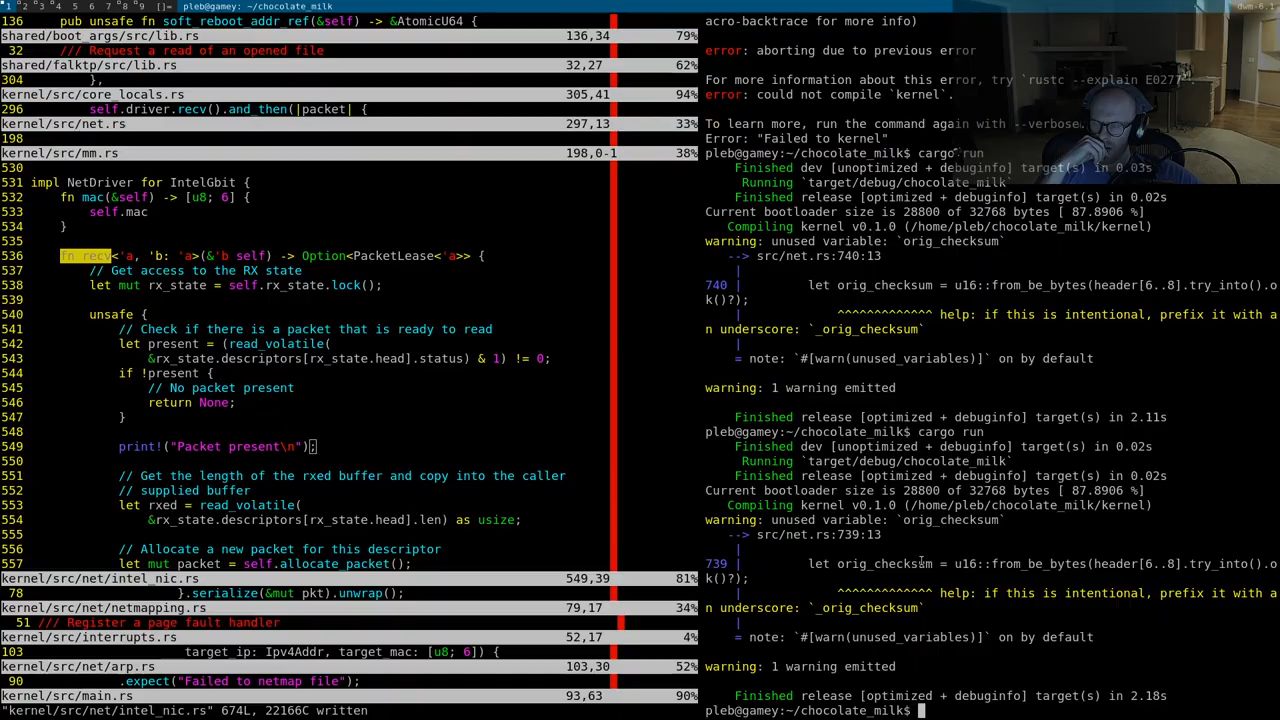 1 2 3 4 5 6 7 8 9 []= pleb@gamey: ~/chocolate_milk dwm-6.1
136     pub unsafe fn soft_reboot_addr_ref(&self) -> &AtomicU64 {
shared/boot_args/src/lib.rs 136,34 79%
32     /// Request a read of an opened file
shared/falktp/src/lib.rs 32,27 62%
304         },
kernel/src/core_locals.rs 305,41 94%
296         self.driver.recv().and_then(|packet| {
kernel/src/net.rs 297,13 33%
198
kernel/src/mm.rs 198,0-1 38%
530
531 impl NetDriver for IntelGbit {
532     fn mac(&self) -> [u8; 6] {
533         self.mac
534     }
535
536     fn recv<'a, 'b: 'a>(&'b self) -> Option<PacketLease<'a>> {
537         // Get access to the RX state
538         let mut rx_state = self.rx_state.lock();
539
540         unsafe {
541             // Check if there is a packet that is ready to read
542             let present = (read_volatile(
543                 &rx_state.descriptors[rx_state.head].status) & 1) != 0;
544             if !present {
545                 // No packet present
546                 return None;
547             }
548
549             print!("Packet present\n");
550
551             // Get the length of the rxed buffer and copy into the caller
552             // supplied buffer
553             let rxed = read_volatile(
554                 &rx_state.descriptors[rx_state.head].len) as usize;
555
556             // Allocate a new packet for this descriptor
557             let mut packet = self.allocate_packet();
kernel/src/net/intel_nic.rs 549,39 81%
78                     }.serialize(&mut pkt).unwrap();
kernel/src/net/netmapping.rs 79,17 34%
51 /// Register a page fault handler
kernel/src/interrupts.rs 52,17 4%
103                      target_ip: Ipv4Addr, target_mac: [u8; 6]) {
kernel/src/net/arp.rs 103,30 52%
90             .expect("Failed to netmap file");
kernel/src/main.rs 93,63 90%
"kernel/src/net/intel_nic.rs" 674L, 22166C written
acro-backtrace for more info)
error: aborting due to previous error
For more information about this error, try `rustc --explain E0277`.
error: could not compile `kernel`.
To learn more, run the command again with --verbose.
Error: "Failed to kernel"
pleb@gamey:~/chocolate_milk$ cargo run
    Finished dev [unoptimized + debuginfo] target(s) in 0.03s
     Running `target/debug/chocolate_milk`
    Finished release [optimized + debuginfo] target(s) in 0.02s
Current bootloader size is 28800 of 32768 bytes [ 87.8906 %]
   Compiling kernel v0.1.0 (/home/pleb/chocolate_milk/kernel)
warning: unused variable: `orig_checksum`
   --> src/net.rs:740:13
    |
740 |         let orig_checksum = u16::from_be_bytes(header[6..8].try_into().o
k()?);
    |             ^^^^^^^^^^^^^ help: if this is intentional, prefix it with a
n underscore: `_orig_checksum`
    |
    = note: `#[warn(unused_variables)]` on by default
warning: 1 warning emitted
    Finished release [optimized + debuginfo] target(s) in 2.11s
pleb@gamey:~/chocolate_milk$ cargo run
    Finished dev [unoptimized + debuginfo] target(s) in 0.02s
     Running `target/debug/chocolate_milk`
    Finished release [optimized + debuginfo] target(s) in 0.02s
Current bootloader size is 28800 of 32768 bytes [ 87.8906 %]
   Compiling kernel v0.1.0 (/home/pleb/chocolate_milk/kernel)
warning: unused variable: `orig_checksum`
   --> src/net.rs:739:13
    |
739 |         let orig_checksum = u16::from_be_bytes(header[6..8].try_into().o
k()?);
    |             ^^^^^^^^^^^^^ help: if this is intentional, prefix it with a
n underscore: `_orig_checksum`
    |
    = note: `#[warn(unused_variables)]` on by default
warning: 1 warning emitted
    Finished release [optimized + debuginfo] target(s) in 2.18s
pleb@gamey:~/chocolate_milk$